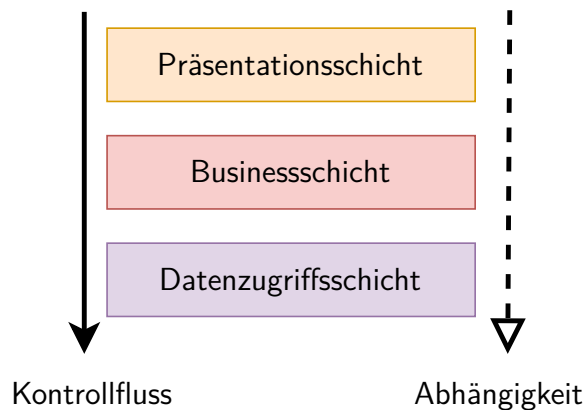 Präsentationsschicht
Businessschicht
Datenzugriffsschicht
Kontrollfluss
Abhängigkeit